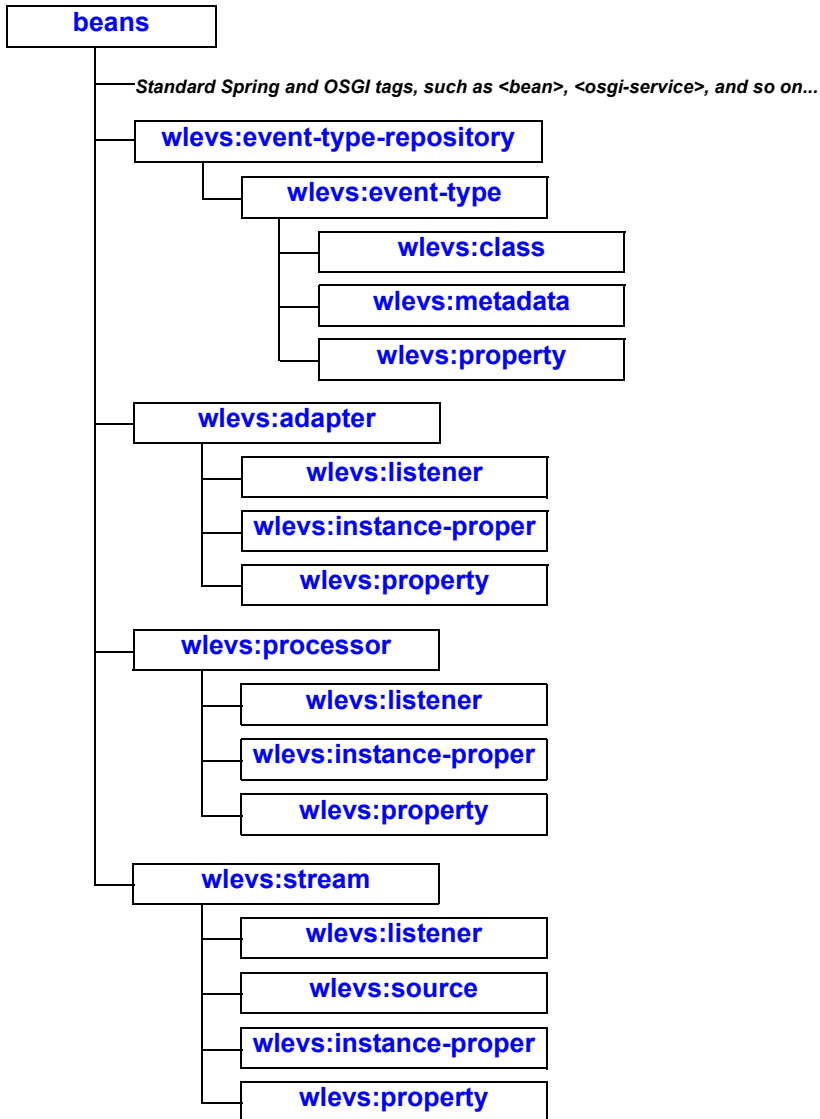 beans
Standard Spring and OSGI tags, such as <bean>, <osgi-service>, and so on...
wlevs:event-type-repository
wlevs:event-type
wlevs:class
wlevs:metadata
wlevs:property
wlevs:adapter
wlevs:listener
wlevs:instance-proper
wlevs:property
wlevs:processor
wlevs:listener
wlevs:instance-proper
wlevs:property
wlevs:stream
wlevs:listener
wlevs:source
wlevs:instance-proper
wlevs:property